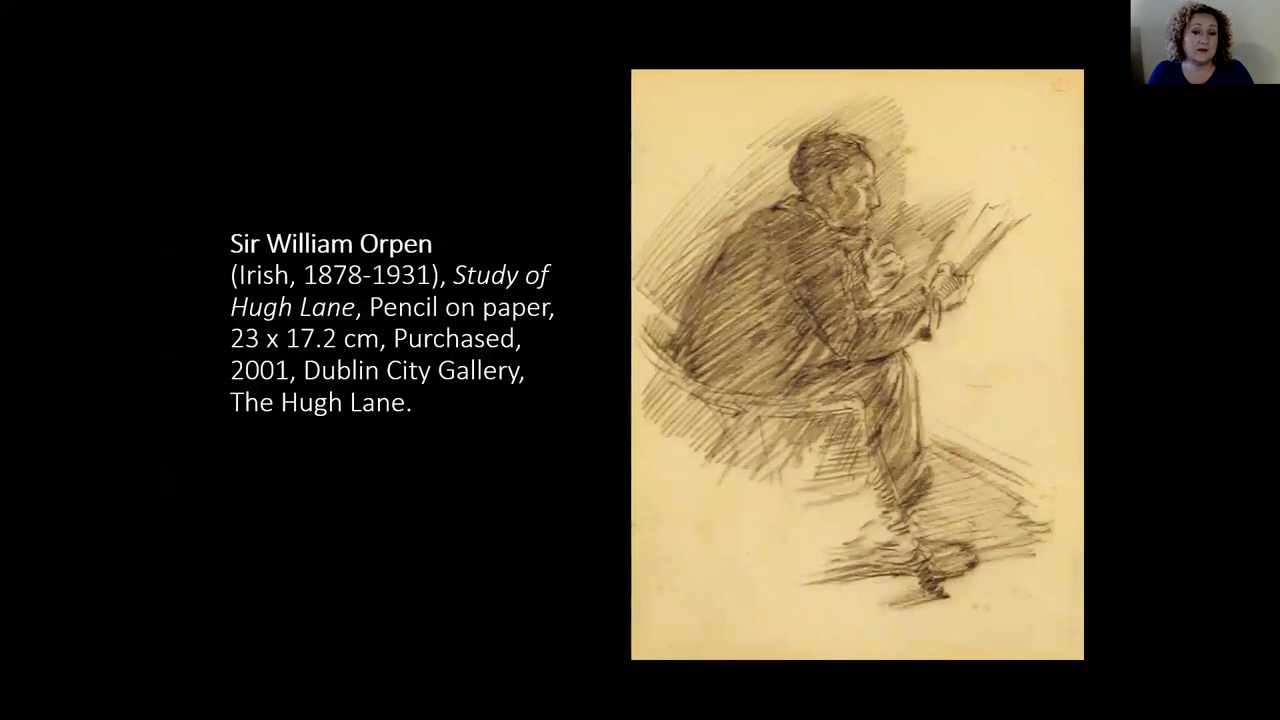 Sir William Orpen
(Irish, 1878-1931), Study of
Hugh Lane, Pencil on paper,
23 x 17.2 cm, Purchased,
2001, Dublin City Gallery,
The Hugh Lane.